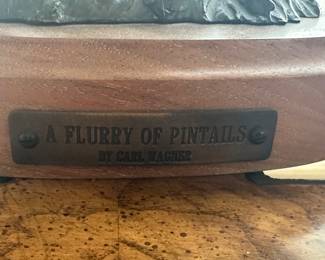 A FLURRY OF PINTAILS
BY CARL WAGNER